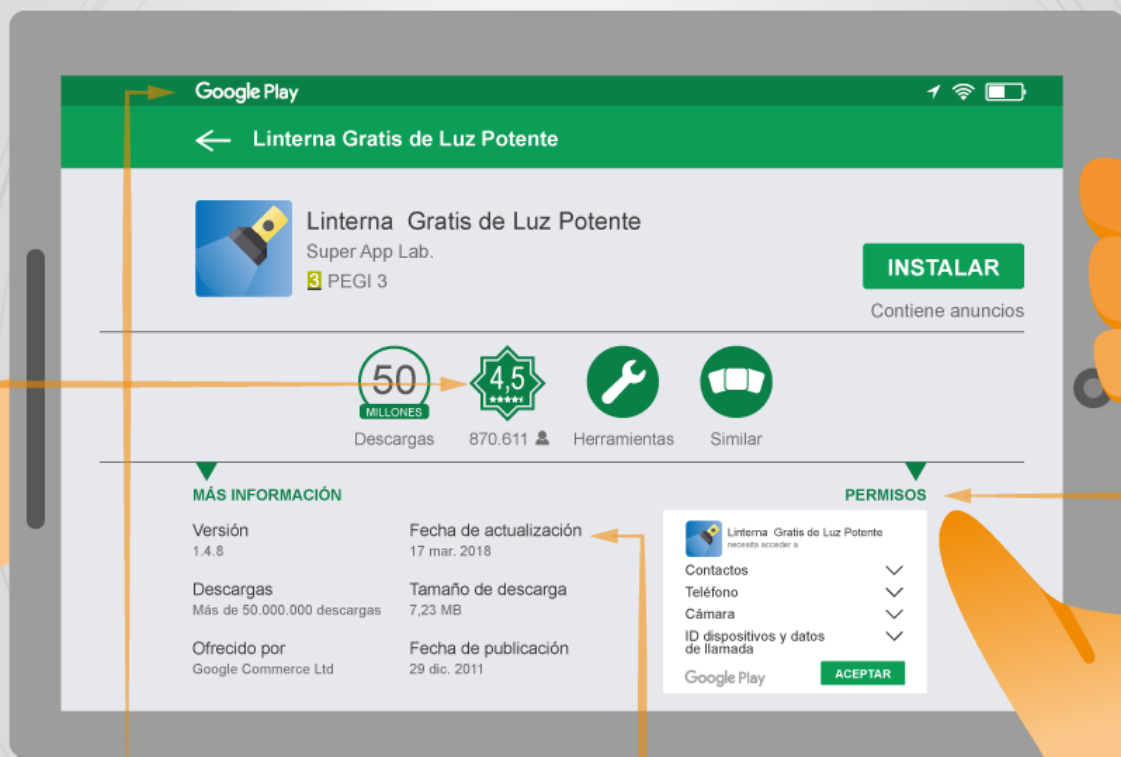 Google Play
Linterna Gratis de Luz Potente
Linterna Gratis de Luz Potente
Super App Lab.
3 PEGI 3
INSTALAR
Contiene anuncios
50
MILLONES
Descargas
4,5
870.611
Herramientas
Similar
MÁS INFORMACIÓN
Versión
1.4.8
Fecha de actualización
17 mar. 2018
Descargas
Más de 50.000.000 descargas
Tamaño de descarga
7,23 MB
Ofrecido por
Google Commerce Ltd
Fecha de publicación
29 dic. 2011
PERMISOS
Linterna Gratis de Luz Potente
necesita acceder a
Contactos
Teléfono
Cámara
ID dispositivos y datos
de llamada
Google Play
ACEPTAR